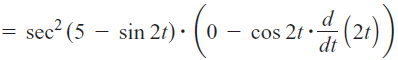 = sec² (5 − sin 2t) · (0 − cos 2t · d/dt (2t))